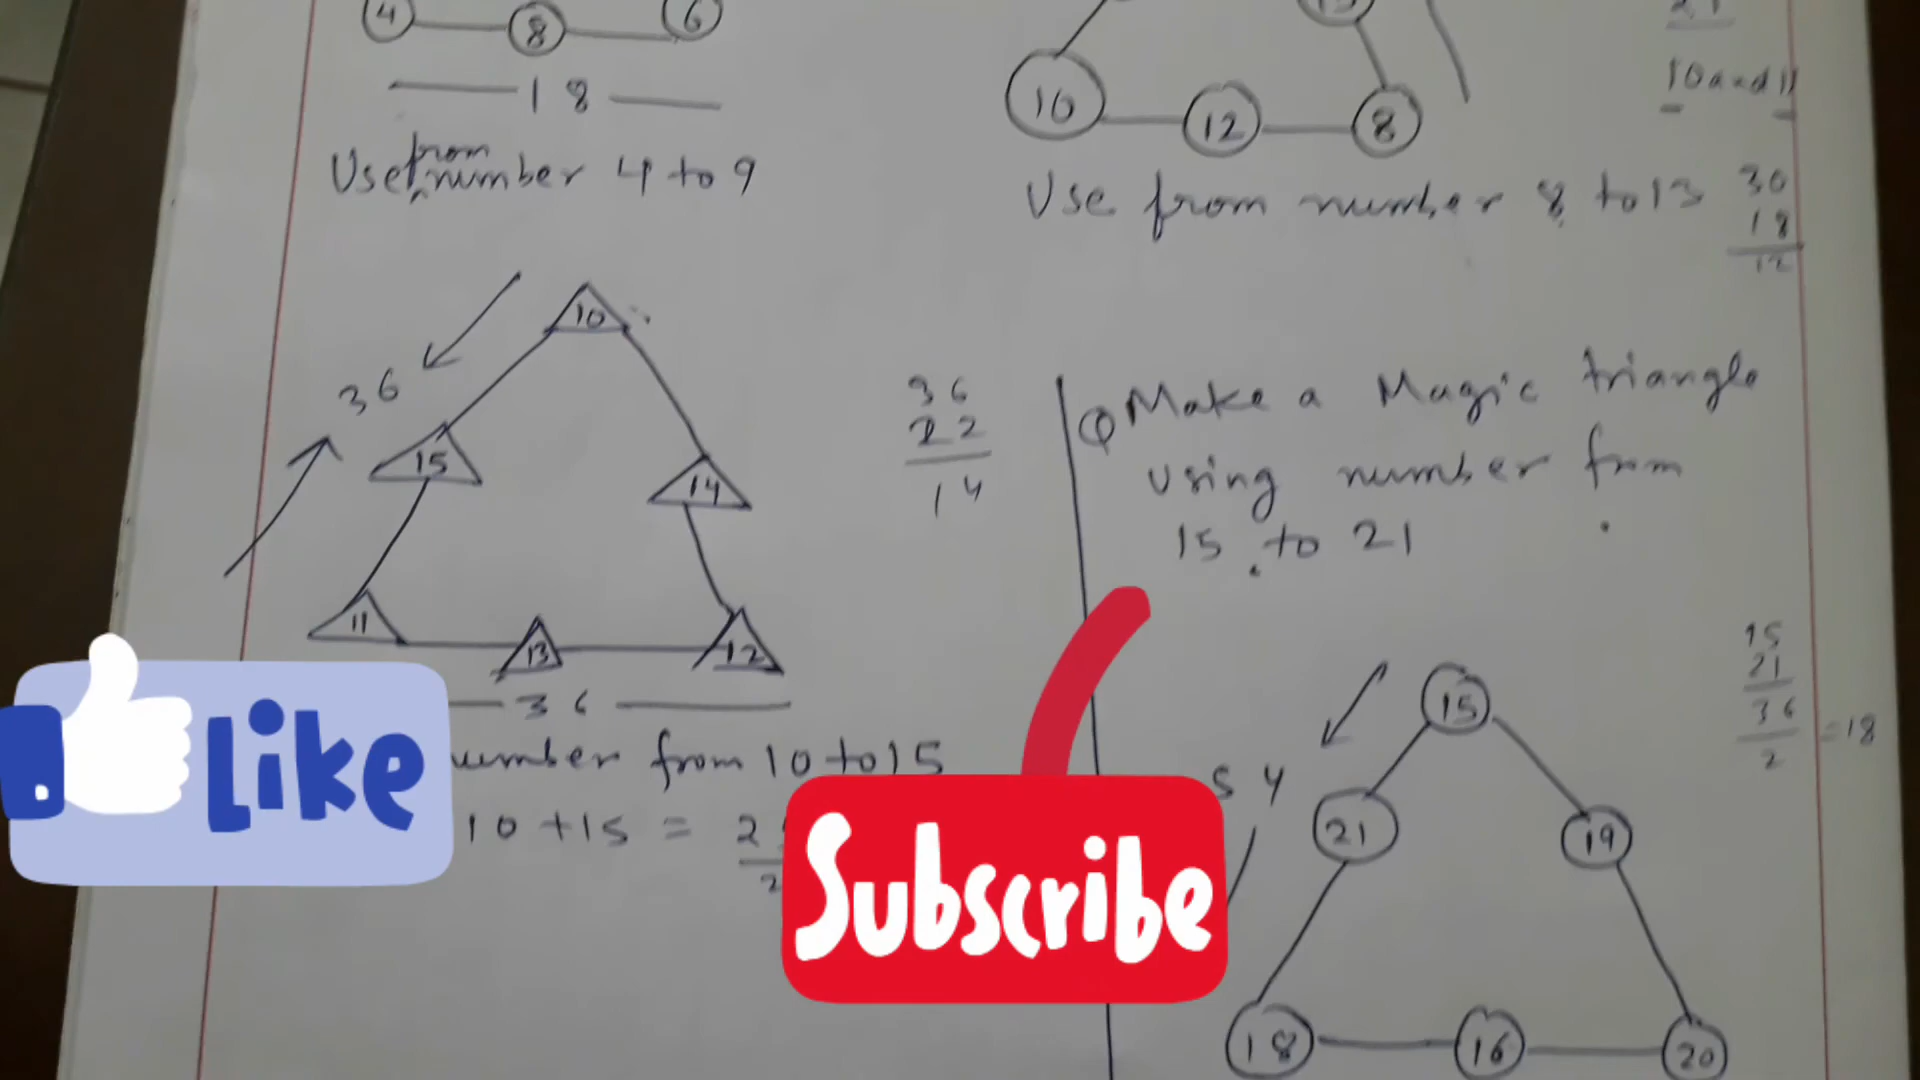 4 8 6
18
Use from number 4 to 9
10
15 14
11 13 12
36
36
number from 10 to 15
10 + 15 =
36
22
14
10 12 8
Use from number 8 to 13
10 and 11
30
18
12
Q Make a Magic triangle
using number from
15 to 21
15
21
36
2
= 18
54
15
21 19
18 16 20
Like
Subscribe